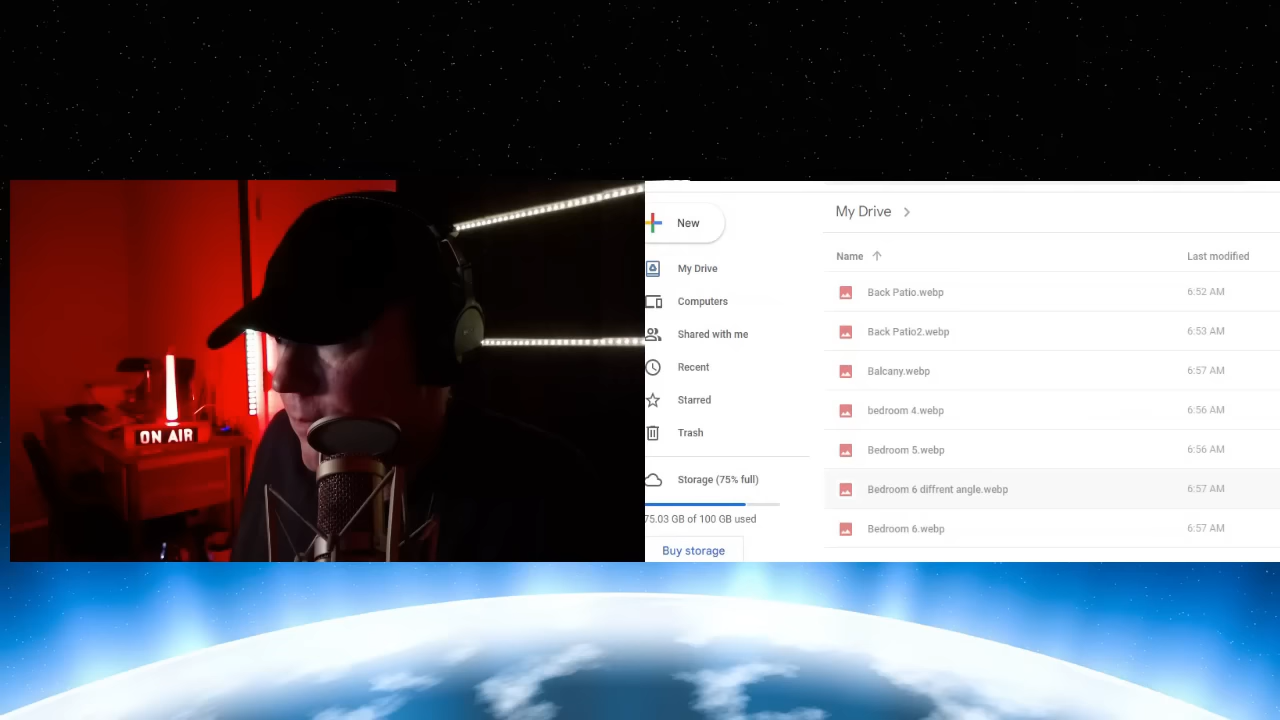 ON AIR
New
My Drive
Computers
Shared with me
Recent
Starred
Trash
Storage (75% full)
75.03 GB of 100 GB used
Buy storage
My Drive
Name Last modified
Back Patio.webp 6:52 AM
Back Patio2.webp 6:53 AM
Balcany.webp 6:57 AM
bedroom 4.webp 6:56 AM
Bedroom 5.webp 6:56 AM
Bedroom 6 diffrent angle.webp 6:57 AM
Bedroom 6.webp 6:57 AM